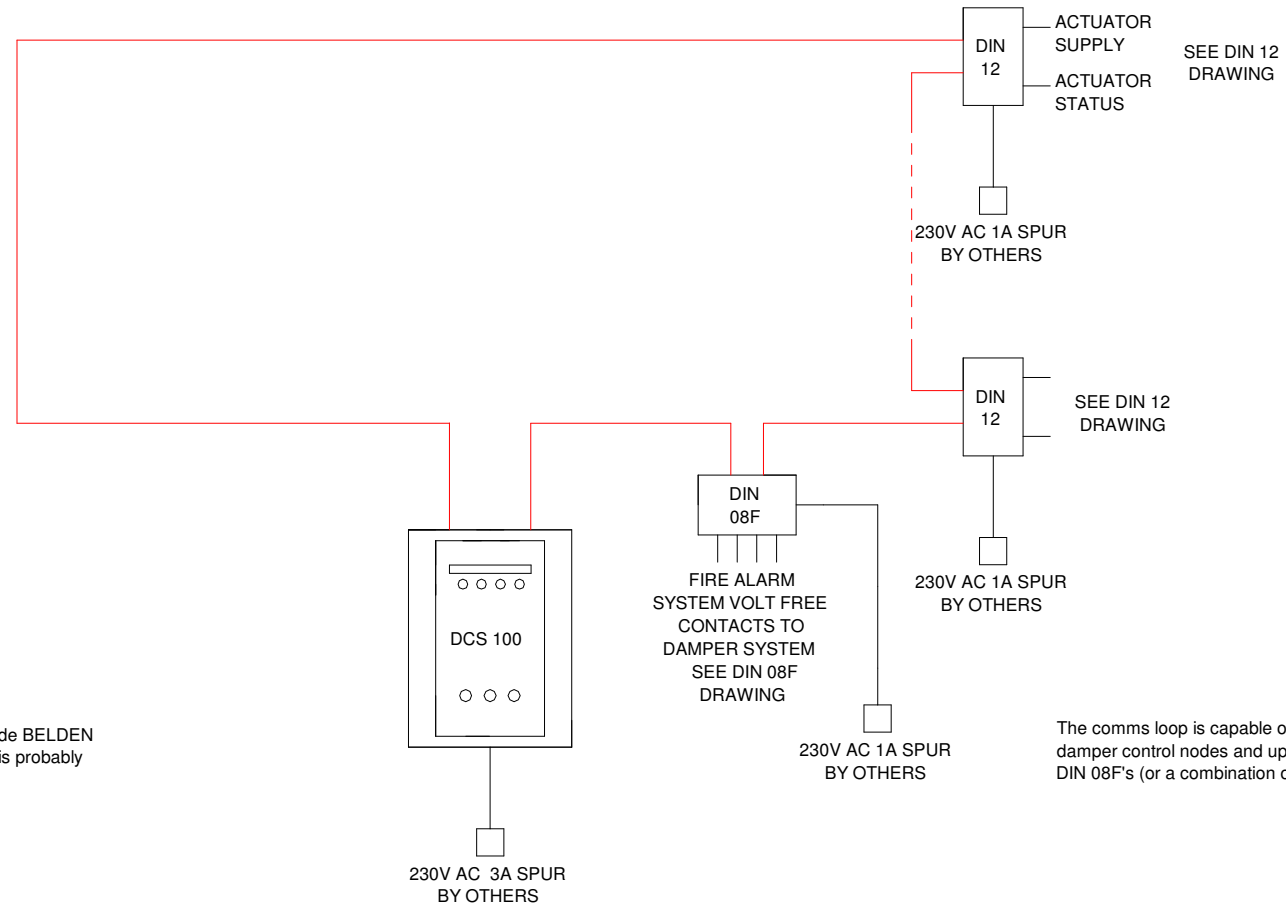 ACTUATOR
SUPPLY
DIN
12
ACTUATOR
STATUS
SEE DIN 12
DRAWING
230V AC 1A SPUR
BY OTHERS
DIN
12
SEE DIN 12
DRAWING
230V AC 1A SPUR
BY OTHERS
DIN
08F
FIRE ALARM
SYSTEM VOLT FREE
CONTACTS TO
DAMPER SYSTEM
SEE DIN 08F
DRAWING
230V AC 1A SPUR
BY OTHERS
DCS 100
230V AC 3A SPUR
BY OTHERS
de BELDEN
is probably
The comms loop is capable o
damper control nodes and up
DIN 08F's (or a combination o